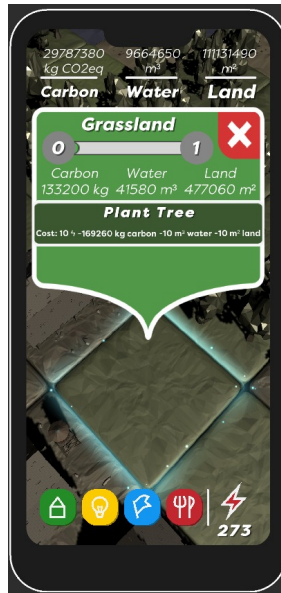 29787380 9664650 111131490
kg CO2eq m³ m²
Carbon Water Land
Grassland
0 1
Carbon Water Land
133200 kg 41580 m³ 477060 m²
Plant Tree
Cost: 10 ϟ -169260 kg carbon -10 m³ water -10 m² land
273